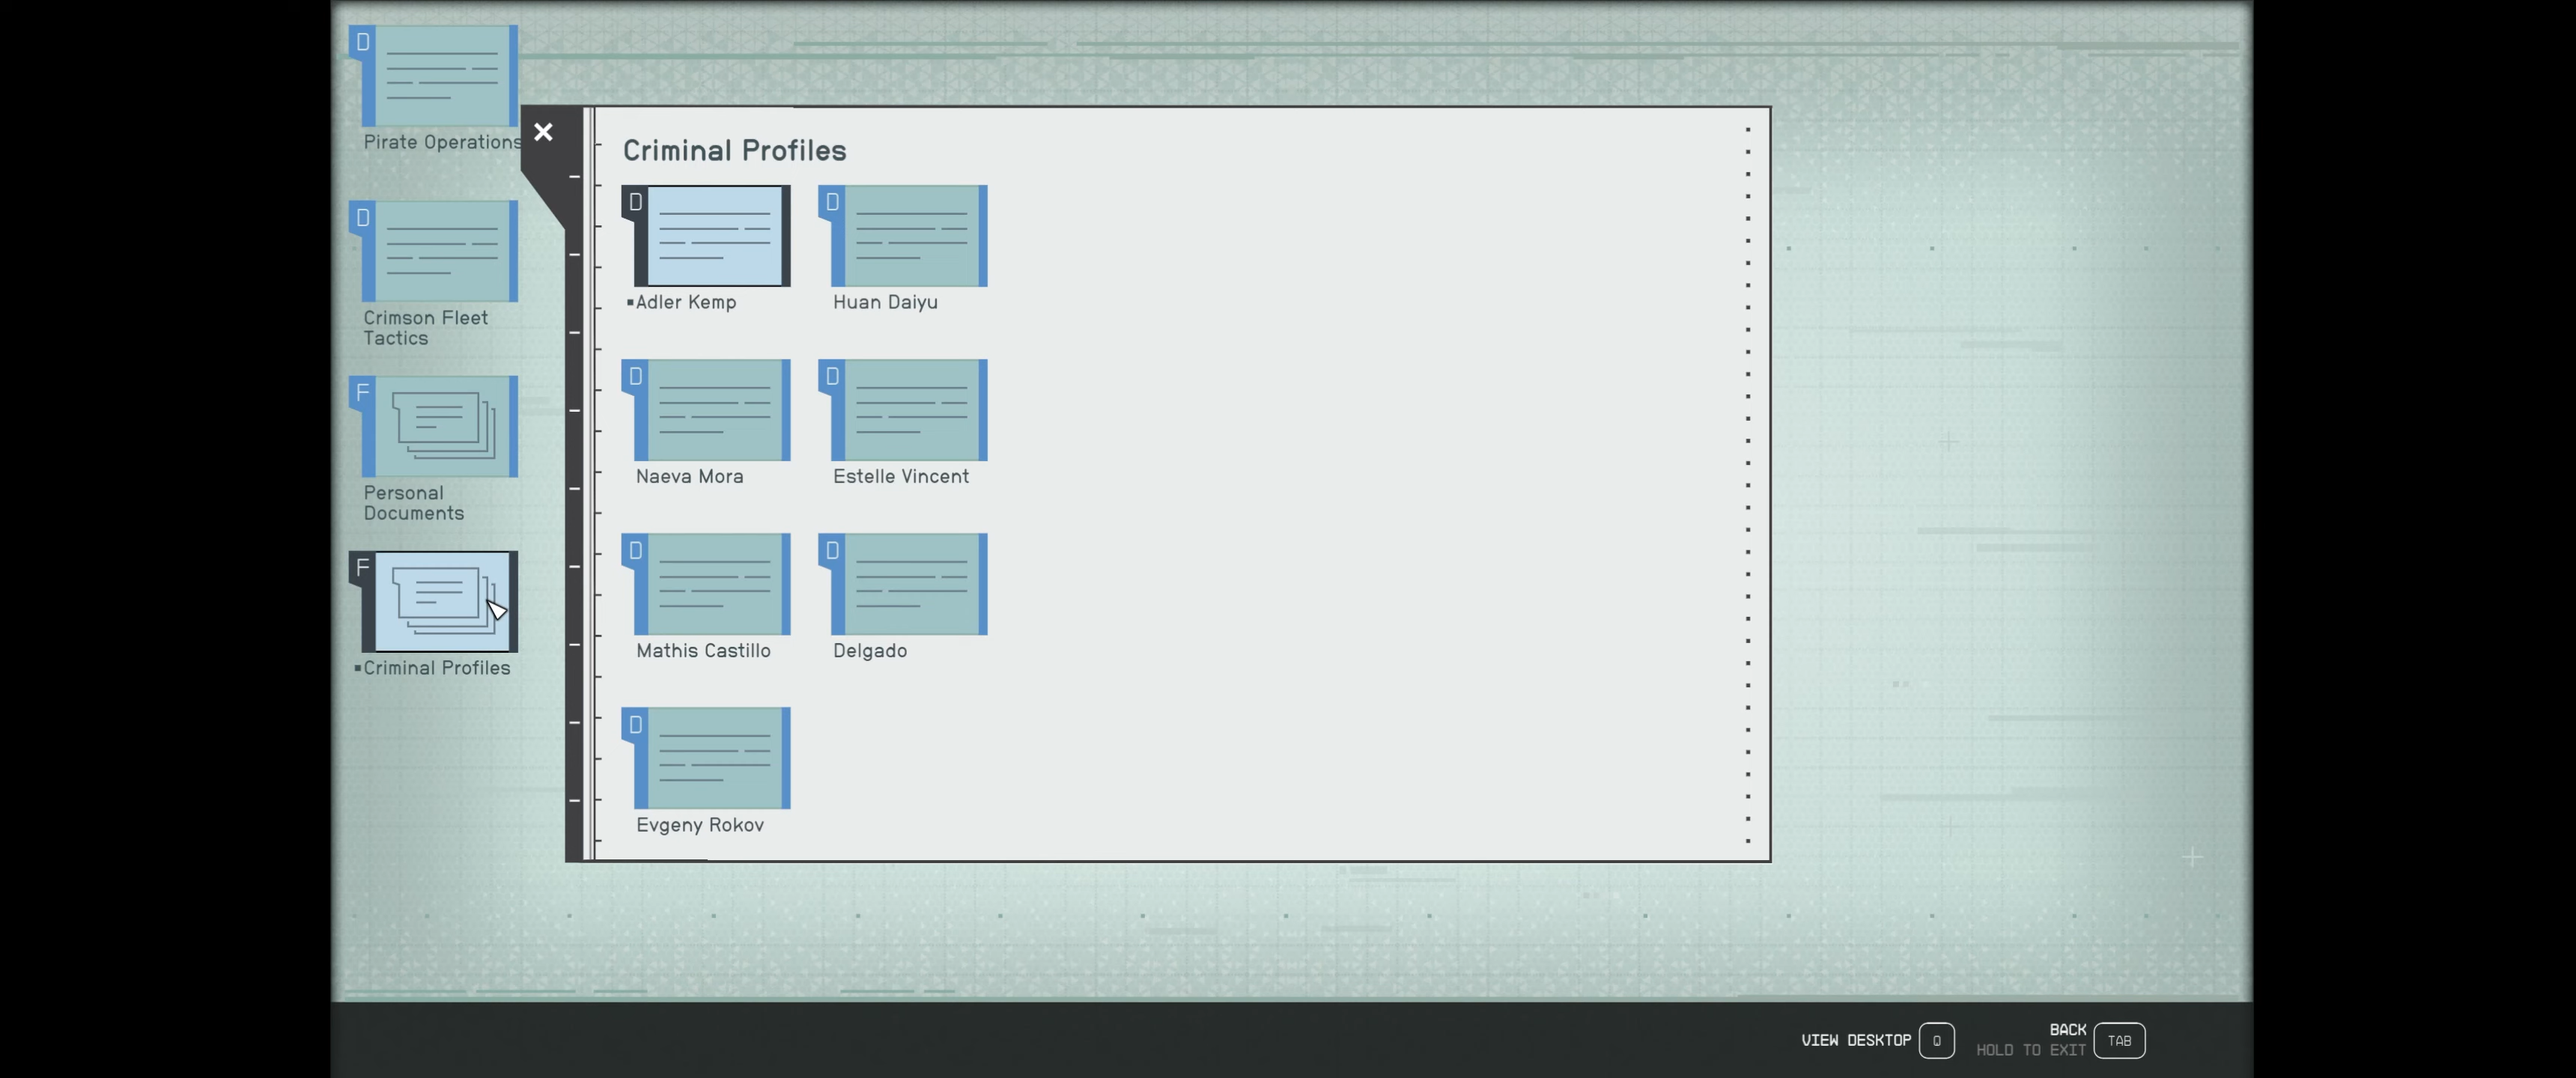 D
Pirate Operations
D
Crimson Fleet
Tactics
F
Personal
Documents
F
Criminal Profiles
Criminal Profiles
D
Adler Kemp
D
Huan Daiyu
D
Naeva Mora
D
Estelle Vincent
D
Mathis Castillo
D
Delgado
D
Evgeny Rokov
VIEW DESKTOP Q
BACK
HOLD TO EXIT TAB